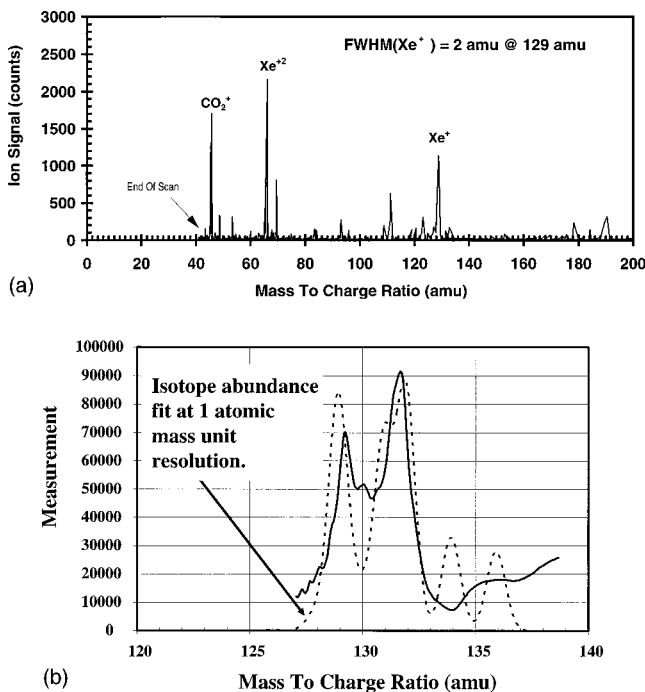 3000
2500
2000
1500
1000
500
0
Ion Signal (counts)
FWHM(Xe⁺) = 2 amu @ 129 amu
Xe⁺²
CO₂⁺
Xe⁺
End Of Scan
0 20 40 60 80 100 120 140 160 180 200
Mass To Charge Ratio (amu)
(a)
100000
90000
80000
70000
60000
50000
40000
30000
20000
10000
0
Measurement
Isotope abundance
fit at 1 atomic
mass unit
resolution.
120 125 130 135 140
Mass To Charge Ratio (amu)
(b)